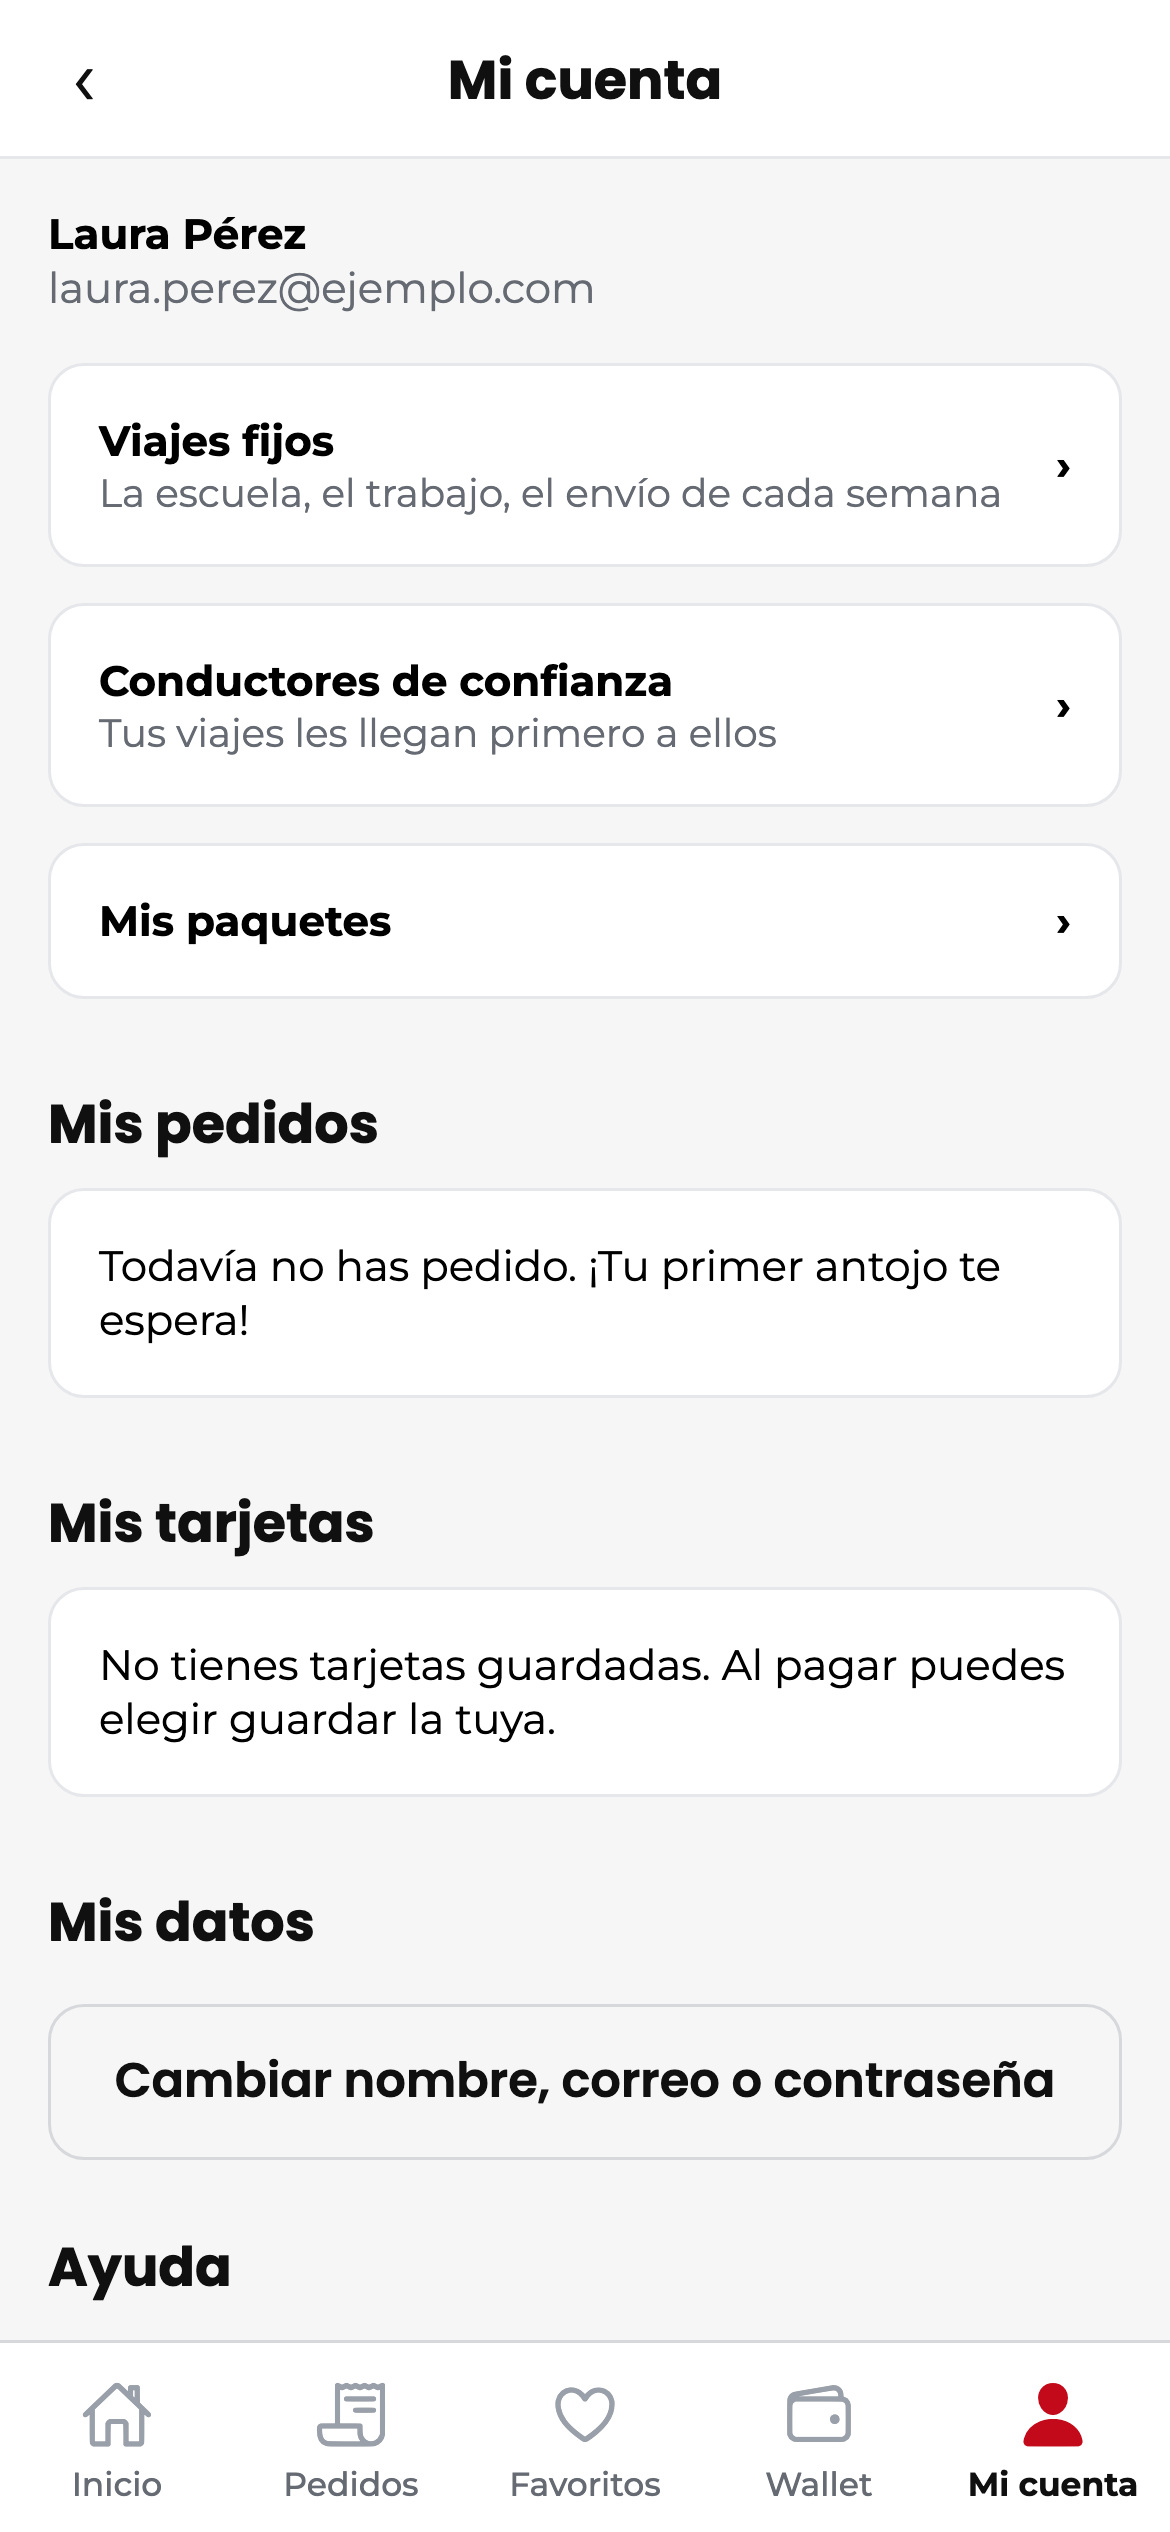 Mi cuenta
Laura Pérez
laura.perez@ejemplo.com
Viajes fijos
La escuela, el trabajo, el envío de cada semana
Conductores de confianza
Tus viajes les llegan primero a ellos
Mis paquetes
Mis pedidos
Todavía no has pedido. ¡Tu primer antojo te
espera!
Mis tarjetas
No tienes tarjetas guardadas. Al pagar puedes
elegir guardar la tuya.
Mis datos
Cambiar nombre, correo o contraseña
Ayuda
Inicio
Pedidos
Favoritos
Wallet
Mi cuenta